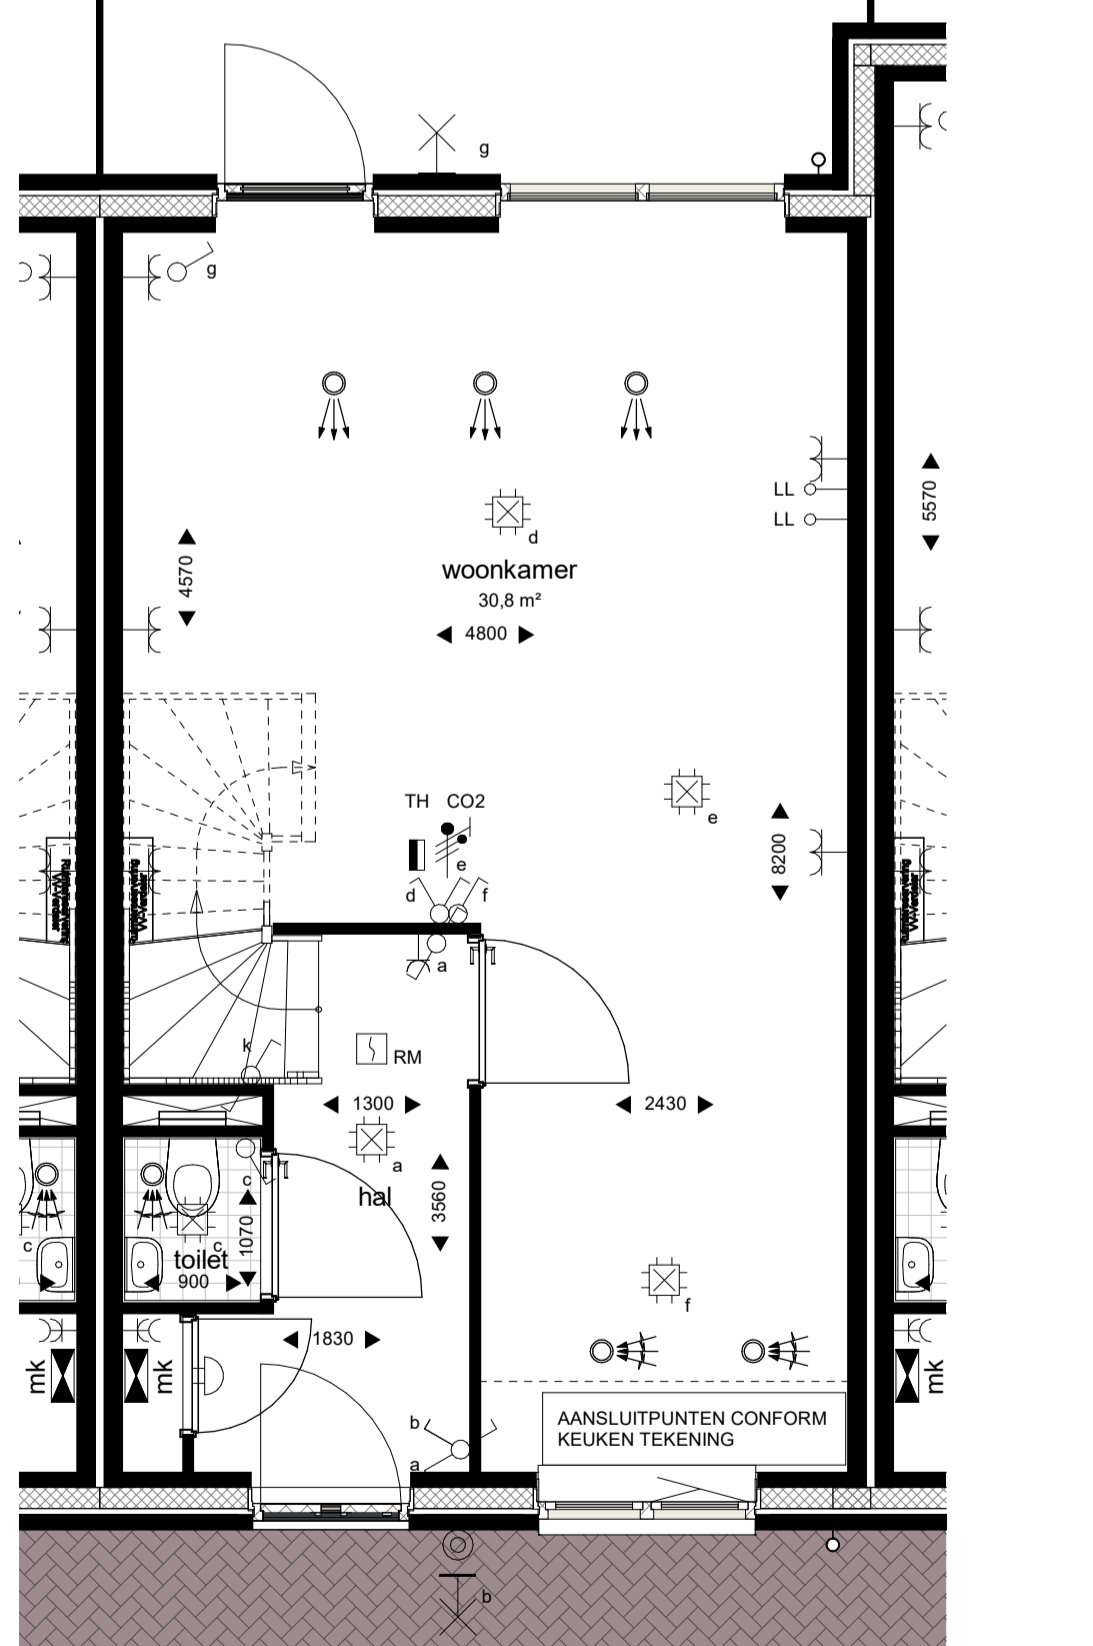 g
g
LL
LL
5570
d
4570
woonkamer
30,8 m²
4800
TH CO2
e
8200
e
d
f
a
k
RM
1300
2430
a
c
hal
3560
1070
c
c
toilet
900
f
1830
mk
mk
mk
b
a
AANSLUITPUNTEN CONFORM
KEUKEN TEKENING
b